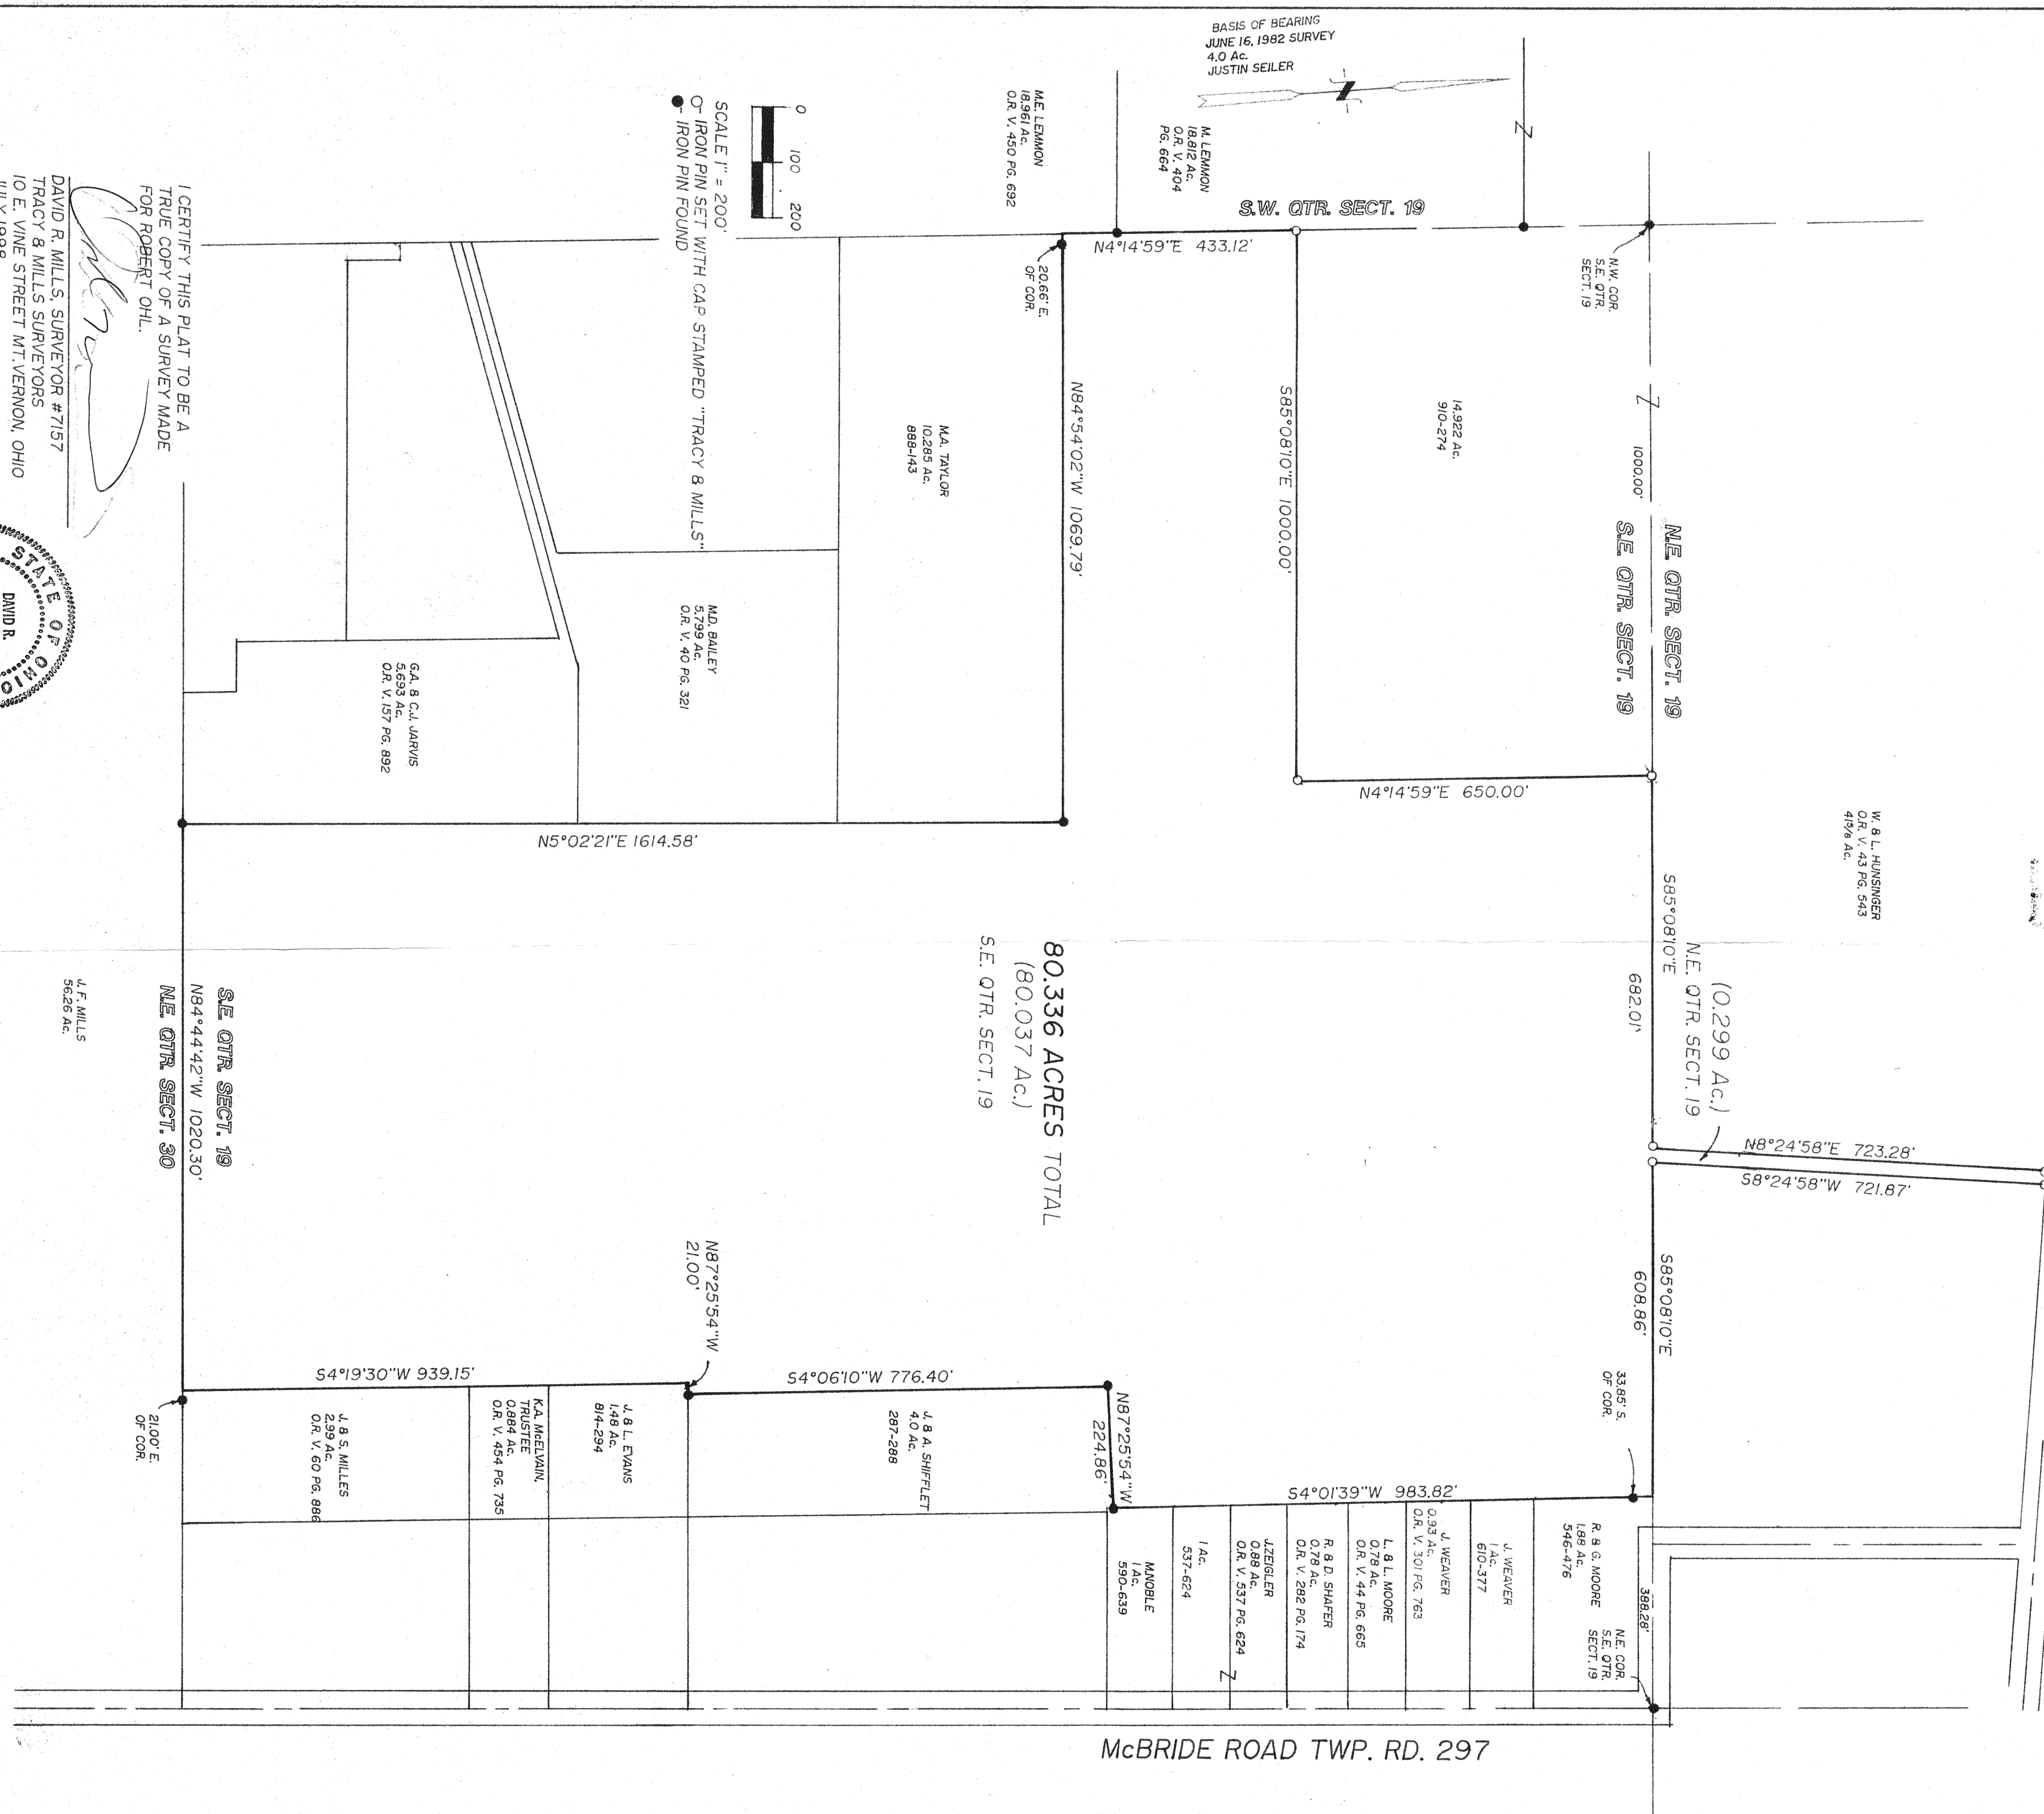 BASIS OF BEARING
JUNE 16, 1982 SURVEY
4.0 Ac.
JUSTIN SEILER
M.E. LEMMON
18.961 Ac.
O.R. V. 450 PG. 692
M. LEMMON
18.812 Ac.
O.R. V. 404
PG. 664
S.W. QTR. SECT. 19
N4°14'59"E 433.12'
20.66' E.
OF COR.
N.W. COR.
S.E. QTR.
SECT. 19
0 100 200
SCALE 1" = 200'
IRON PIN SET WITH CAP STAMPED "TRACY & MILLS"
IRON PIN FOUND
I CERTIFY THIS PLAT TO BE A
TRUE COPY OF A SURVEY MADE
FOR ROBERT OHL.
DAVID R. MILLS, SURVEYOR #7157
TRACY & MILLS SURVEYORS
10 E. VINE STREET MT. VERNON, OHIO
JULY 1998
STATE OF OHIO
DAVID R.
14.922 Ac.
910-274
1000.00'
N.E. QTR. SECT. 19
S.E. QTR. SECT. 19
S85°08'10"E 1000.00'
N84°54'02"W 1069.79'
M.A. TAYLOR
10.285 Ac.
888-143
M.D. BAILEY
5.799 Ac.
O.R. V. 40 PG. 321
G.A. & C.J. JARVIS
5.693 Ac.
O.R. V. 157 PG. 892
N4°14'59"E 650.00'
N5°02'21"E 1614.58'
W. & L. HUNSINGER
O.R. V. 43 PG. 543
41 5/8 Ac.
S85°08'10"E
682.01'
(0.299 Ac.)
N.E. QTR. SECT. 19
80.336 ACRES TOTAL
(80.037 Ac.)
S.E. QTR. SECT. 19
S.E. QTR. SECT. 19
N84°44'42"W 1020.30'
N.E. QTR. SECT. 30
J.F. MILLS
56.26 Ac.
N8°24'58"E 723.28'
S8°24'58"W 721.87'
S85°08'10"E
608.86'
N87°25'54"W
21.00'
S4°19'30"W 939.15'
S4°06'10"W 776.40'
N87°25'54"W
224.86'
33.85' S.
OF COR.
S4°01'39"W 983.82'
21.00' E.
OF COR.
J. & S. MILLES
2.99 Ac.
O.R. V. 60 PG. 886
K.A. McELVAIN,
TRUSTEE
0.884 Ac.
O.R. V. 454 PG. 735
J. & L. EVANS
1.48 Ac.
814-294
J. & A. SHIFFLET
4.0 Ac.
287-288
M.NOBLE
1 Ac.
590-639
1 Ac.
537-624
J.ZEIGLER
0.88 Ac.
O.R. V. 537 PG. 624
R. & D. SHAFER
0.78 Ac.
O.R. V. 282 PG. 174
L. & L. MOORE
0.78 Ac.
O.R. V. 44 PG. 665
J. WEAVER
0.93 Ac.
O.R. V. 301 PG. 763
J. WEAVER
1 Ac.
610-377
R. & G. MOORE
1.88 Ac.
546-476
388.28'
N.E. COR.
S.E. QTR.
SECT. 19
McBRIDE ROAD TWP. RD. 297